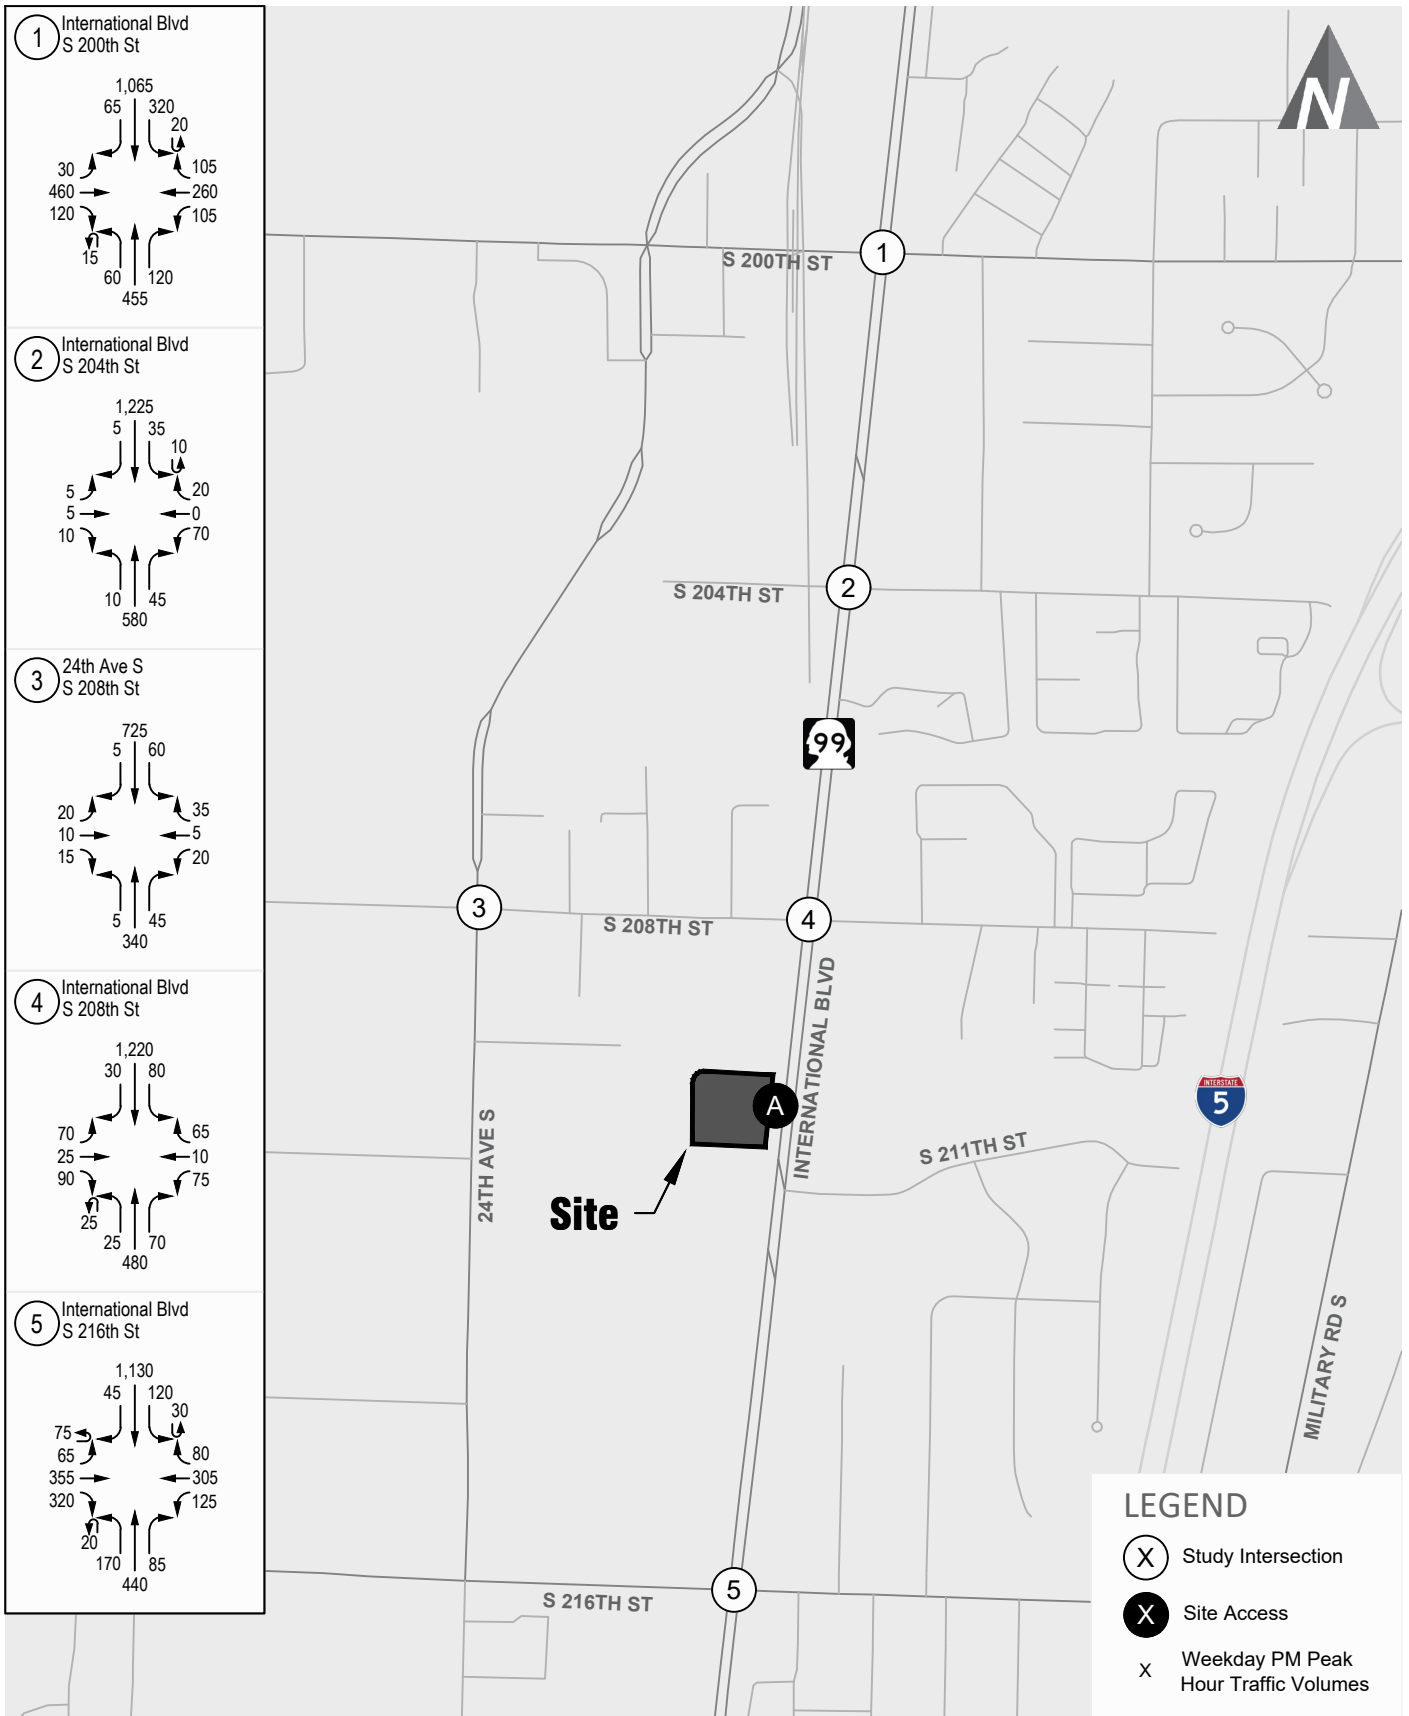 1
International Blvd
S 200th St
1,065
65
320
20
30
105
460
260
120
105
15
60
120
455
2
International Blvd
S 204th St
1,225
5
35
10
5
20
5
0
10
70
10
45
580
3
24th Ave S
S 208th St
725
5
60
20
35
10
5
15
20
5
45
340
4
International Blvd
S 208th St
1,220
30
80
70
65
25
10
90
75
25
25
70
480
5
International Blvd
S 216th St
1,130
45
120
30
75
65
80
355
305
320
125
20
170
85
440
N
1
S 200TH ST
2
S 204TH ST
99
3
4
S 208TH ST
INTERNATIONAL BLVD
A
24TH AVE S
Site
S 211TH ST
INTERSTATE
5
MILITARY RD S
5
S 216TH ST
LEGEND
X Study Intersection
X Site Access
X Weekday PM Peak
Hour Traffic Volumes